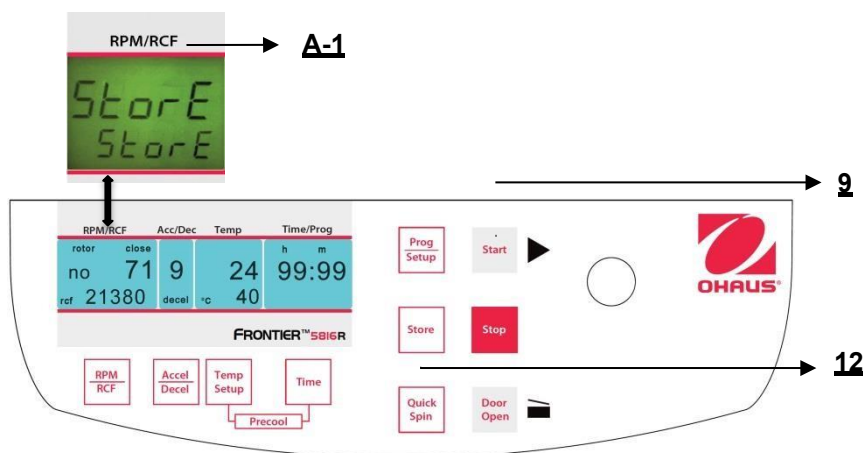 RPM/RCF
A-1
StorE
StorE
9
RPM/RCF Acc/Dec Temp Time/Prog
rotor close h m
no 71 9 24 99:99
rcf 21380 decel °C 40
FRONTIER™ 5816R
Prog
Setup
Start
OHAUS®
Store
Stop
12
RPM
RCF
Accel
Decel
Temp
Setup
Time
Precool
Quick
Spin
Door
Open